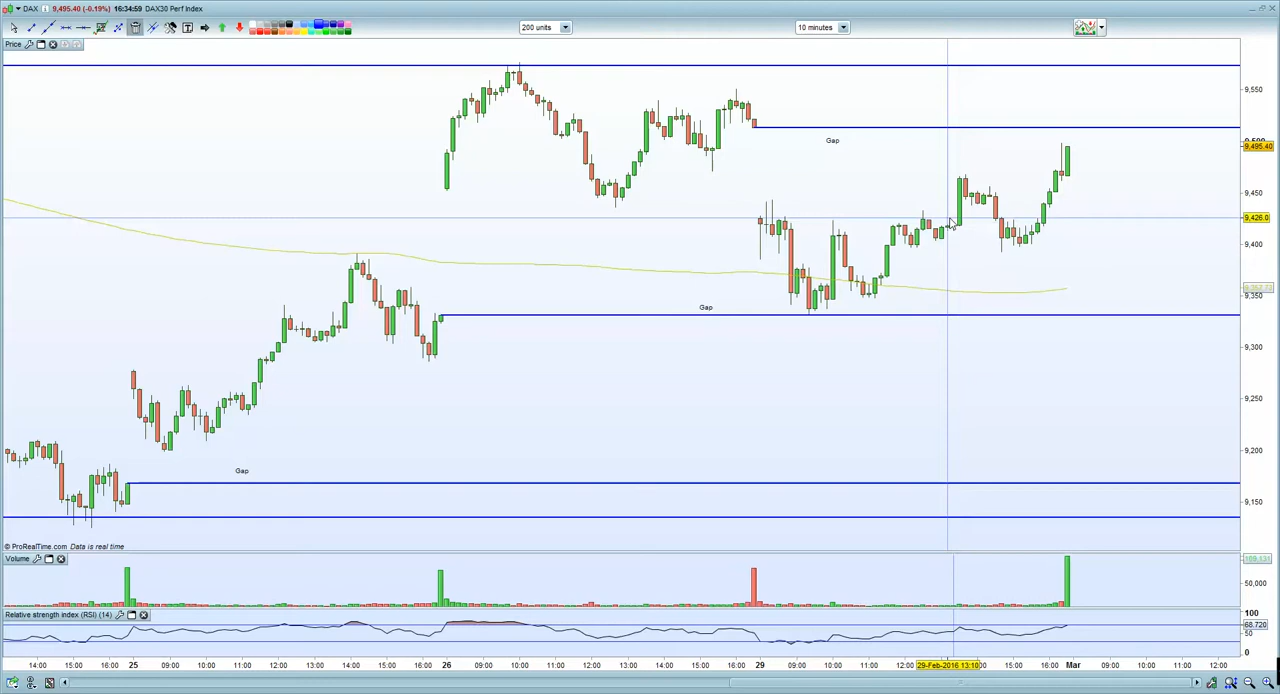 DAX 9,495.40 (-0.19%) 16:34:59 DAX30 Perf Index
200 units
10 minutes
Price
9,550
Gap
9,495.40
9,450
9,426.0
9,400
9,350
Gap
9,300
9,250
9,200
Gap
9,150
© ProRealTime.com Data is real time
Volume
50,000
Relative strength index (RSI) (14)
100
68.720
50
0
14:00 15:00 16:00 25 09:00 10:00 11:00 12:00 13:00 14:00 15:00 16:00 26 09:00 10:00 11:00 12:00 13:00 14:00 15:00 16:00 29 09:00 10:00 11:00 12:00 29-Feb-2016 13:10 15:00 16:00 Mar 09:00 10:00 11:00 12:00